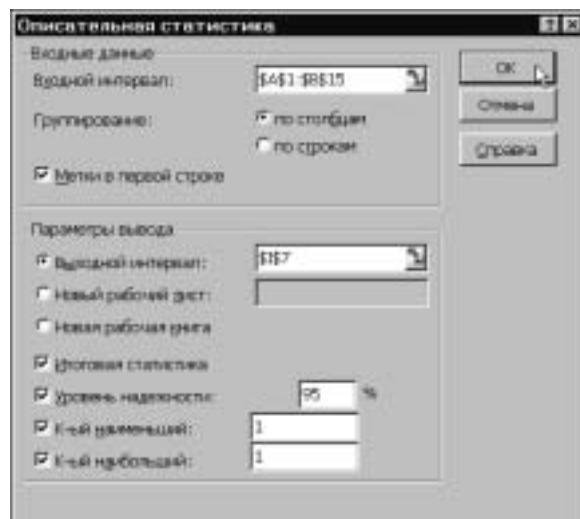 Описательная статистика
Входные данные
Входной интервал: $A$1:$B$15
Группирование: по столбцам
по строкам
Метки в первой строке
Параметры вывода
Выходной интервал: $I$7
Новый рабочий лист:
Новая рабочая книга
Итоговая статистика
Уровень надежности: 95 %
К-ый наименьший: 1
К-ый наибольший: 1
ОК
Отмена
Справка